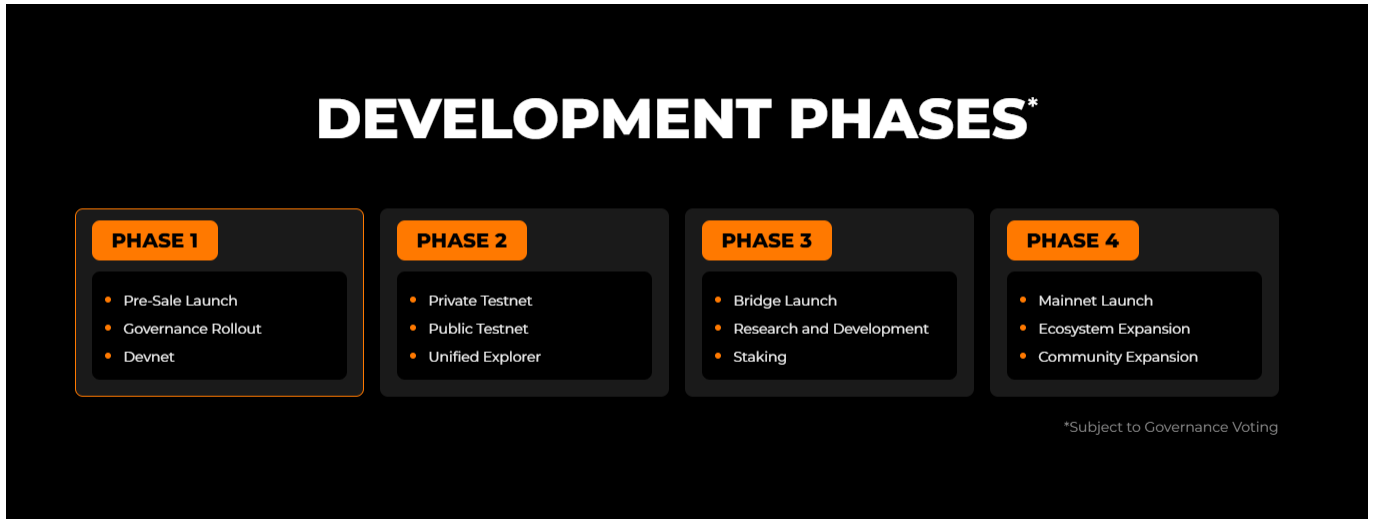 DEVELOPMENT PHASES*
PHASE 1
Pre-Sale Launch
Governance Rollout
Devnet
PHASE 2
Private Testnet
Public Testnet
Unified Explorer
PHASE 3
Bridge Launch
Research and Development
Staking
PHASE 4
Mainnet Launch
Ecosystem Expansion
Community Expansion
*Subject to Governance Voting